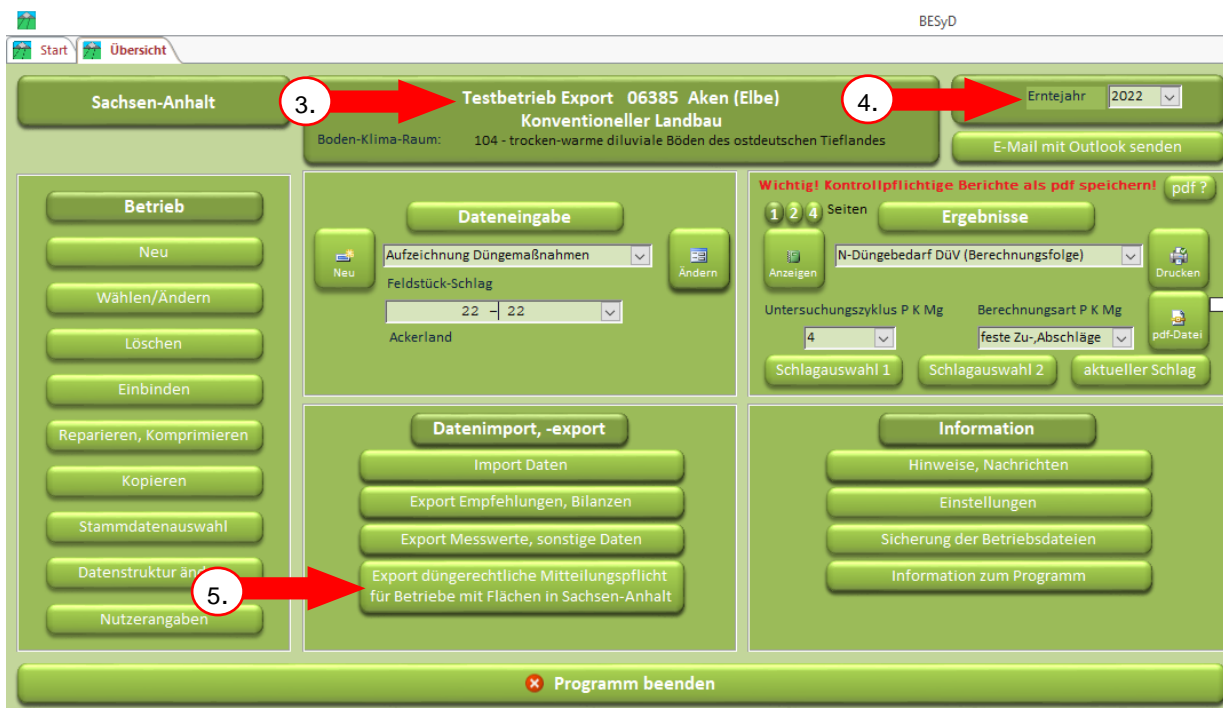 BESyD
Start
Übersicht
Sachsen-Anhalt
3.
Testbetrieb Export 06385 Aken (Elbe)
Konventioneller Landbau
Boden-Klima-Raum: 104 - trocken-warme diluviale Böden des ostdeutschen Tieflandes
4.
Erntejahr 2022
E-Mail mit Outlook senden
Betrieb
Neu
Wählen/Ändern
Löschen
Einbinden
Reparieren, Komprimieren
Kopieren
Stammdatenauswahl
Datenstruktur än
5.
Nutzerangaben
Dateneingabe
Neu
Aufzeichnung Düngemaßnahmen
Ändern
Feldstück-Schlag
22 - 22
Ackerland
Wichtig! Kontrollpflichtige Berichte als pdf speichern!
pdf ?
1 2 4 Seiten
Ergebnisse
Anzeigen
N-Düngebedarf DüV (Berechnungsfolge)
Drucken
Untersuchungszyklus P K Mg
Berechnungsart P K Mg
4
feste Zu-,Abschläge
pdf-Datei
Schlagauswahl 1
Schlagauswahl 2
aktueller Schlag
Datenimport, -export
Import Daten
Export Empfehlungen, Bilanzen
Export Messwerte, sonstige Daten
Export düngerechtliche Mitteilungspflicht
für Betriebe mit Flächen in Sachsen-Anhalt
Information
Hinweise, Nachrichten
Einstellungen
Sicherung der Betriebsdateien
Information zum Programm
Programm beenden